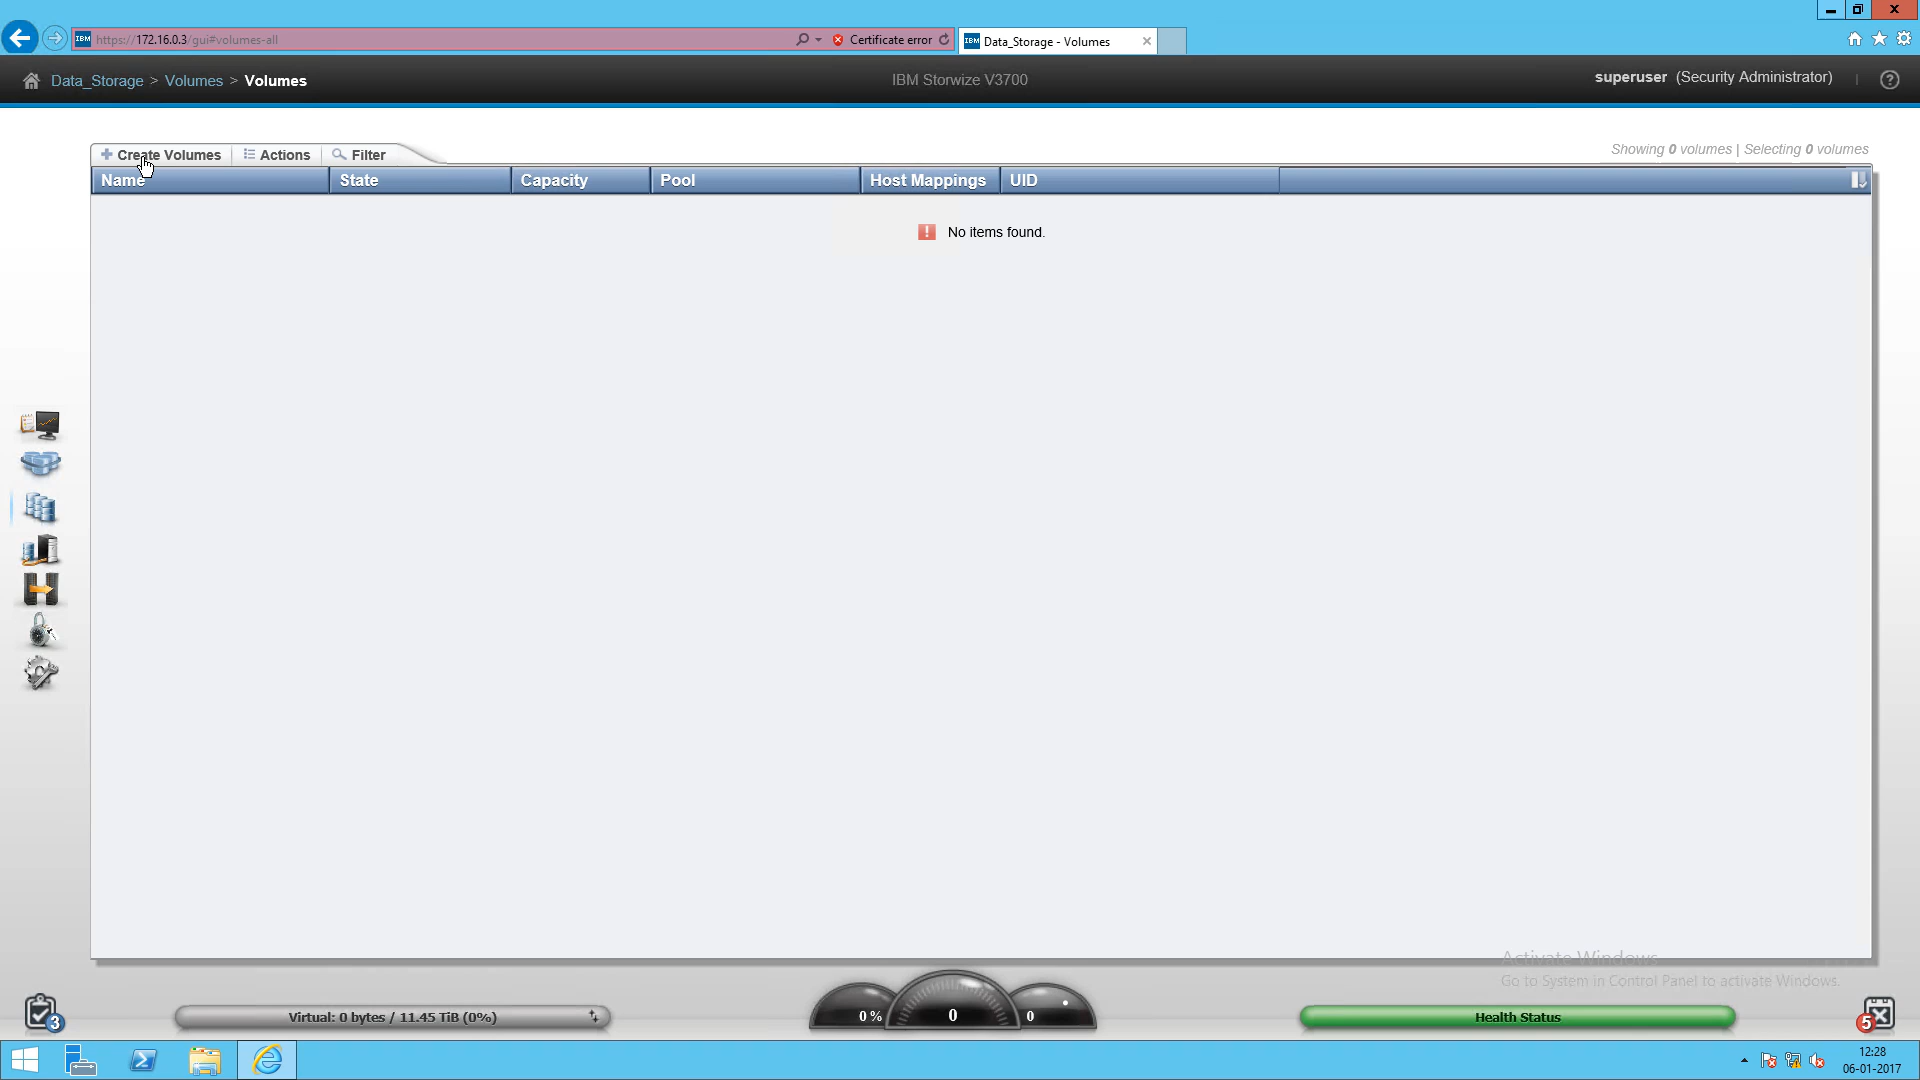 IBM https://172.16.0.3/gui#volumes-all Certificate error IBM Data_Storage - Volumes
Data_Storage > Volumes > Volumes IBM Storwize V3700 superuser (Security Administrator) | ?
Create Volumes Actions Filter Showing 0 volumes | Selecting 0 volumes
Name State Capacity Pool Host Mappings UID
! No items found.
Activate Windows
Go to System in Control Panel to activate Windows.
3 Virtual: 0 bytes / 11.45 TiB (0%) 0 % 0 0 Health Status 5
12:28
06-01-2017